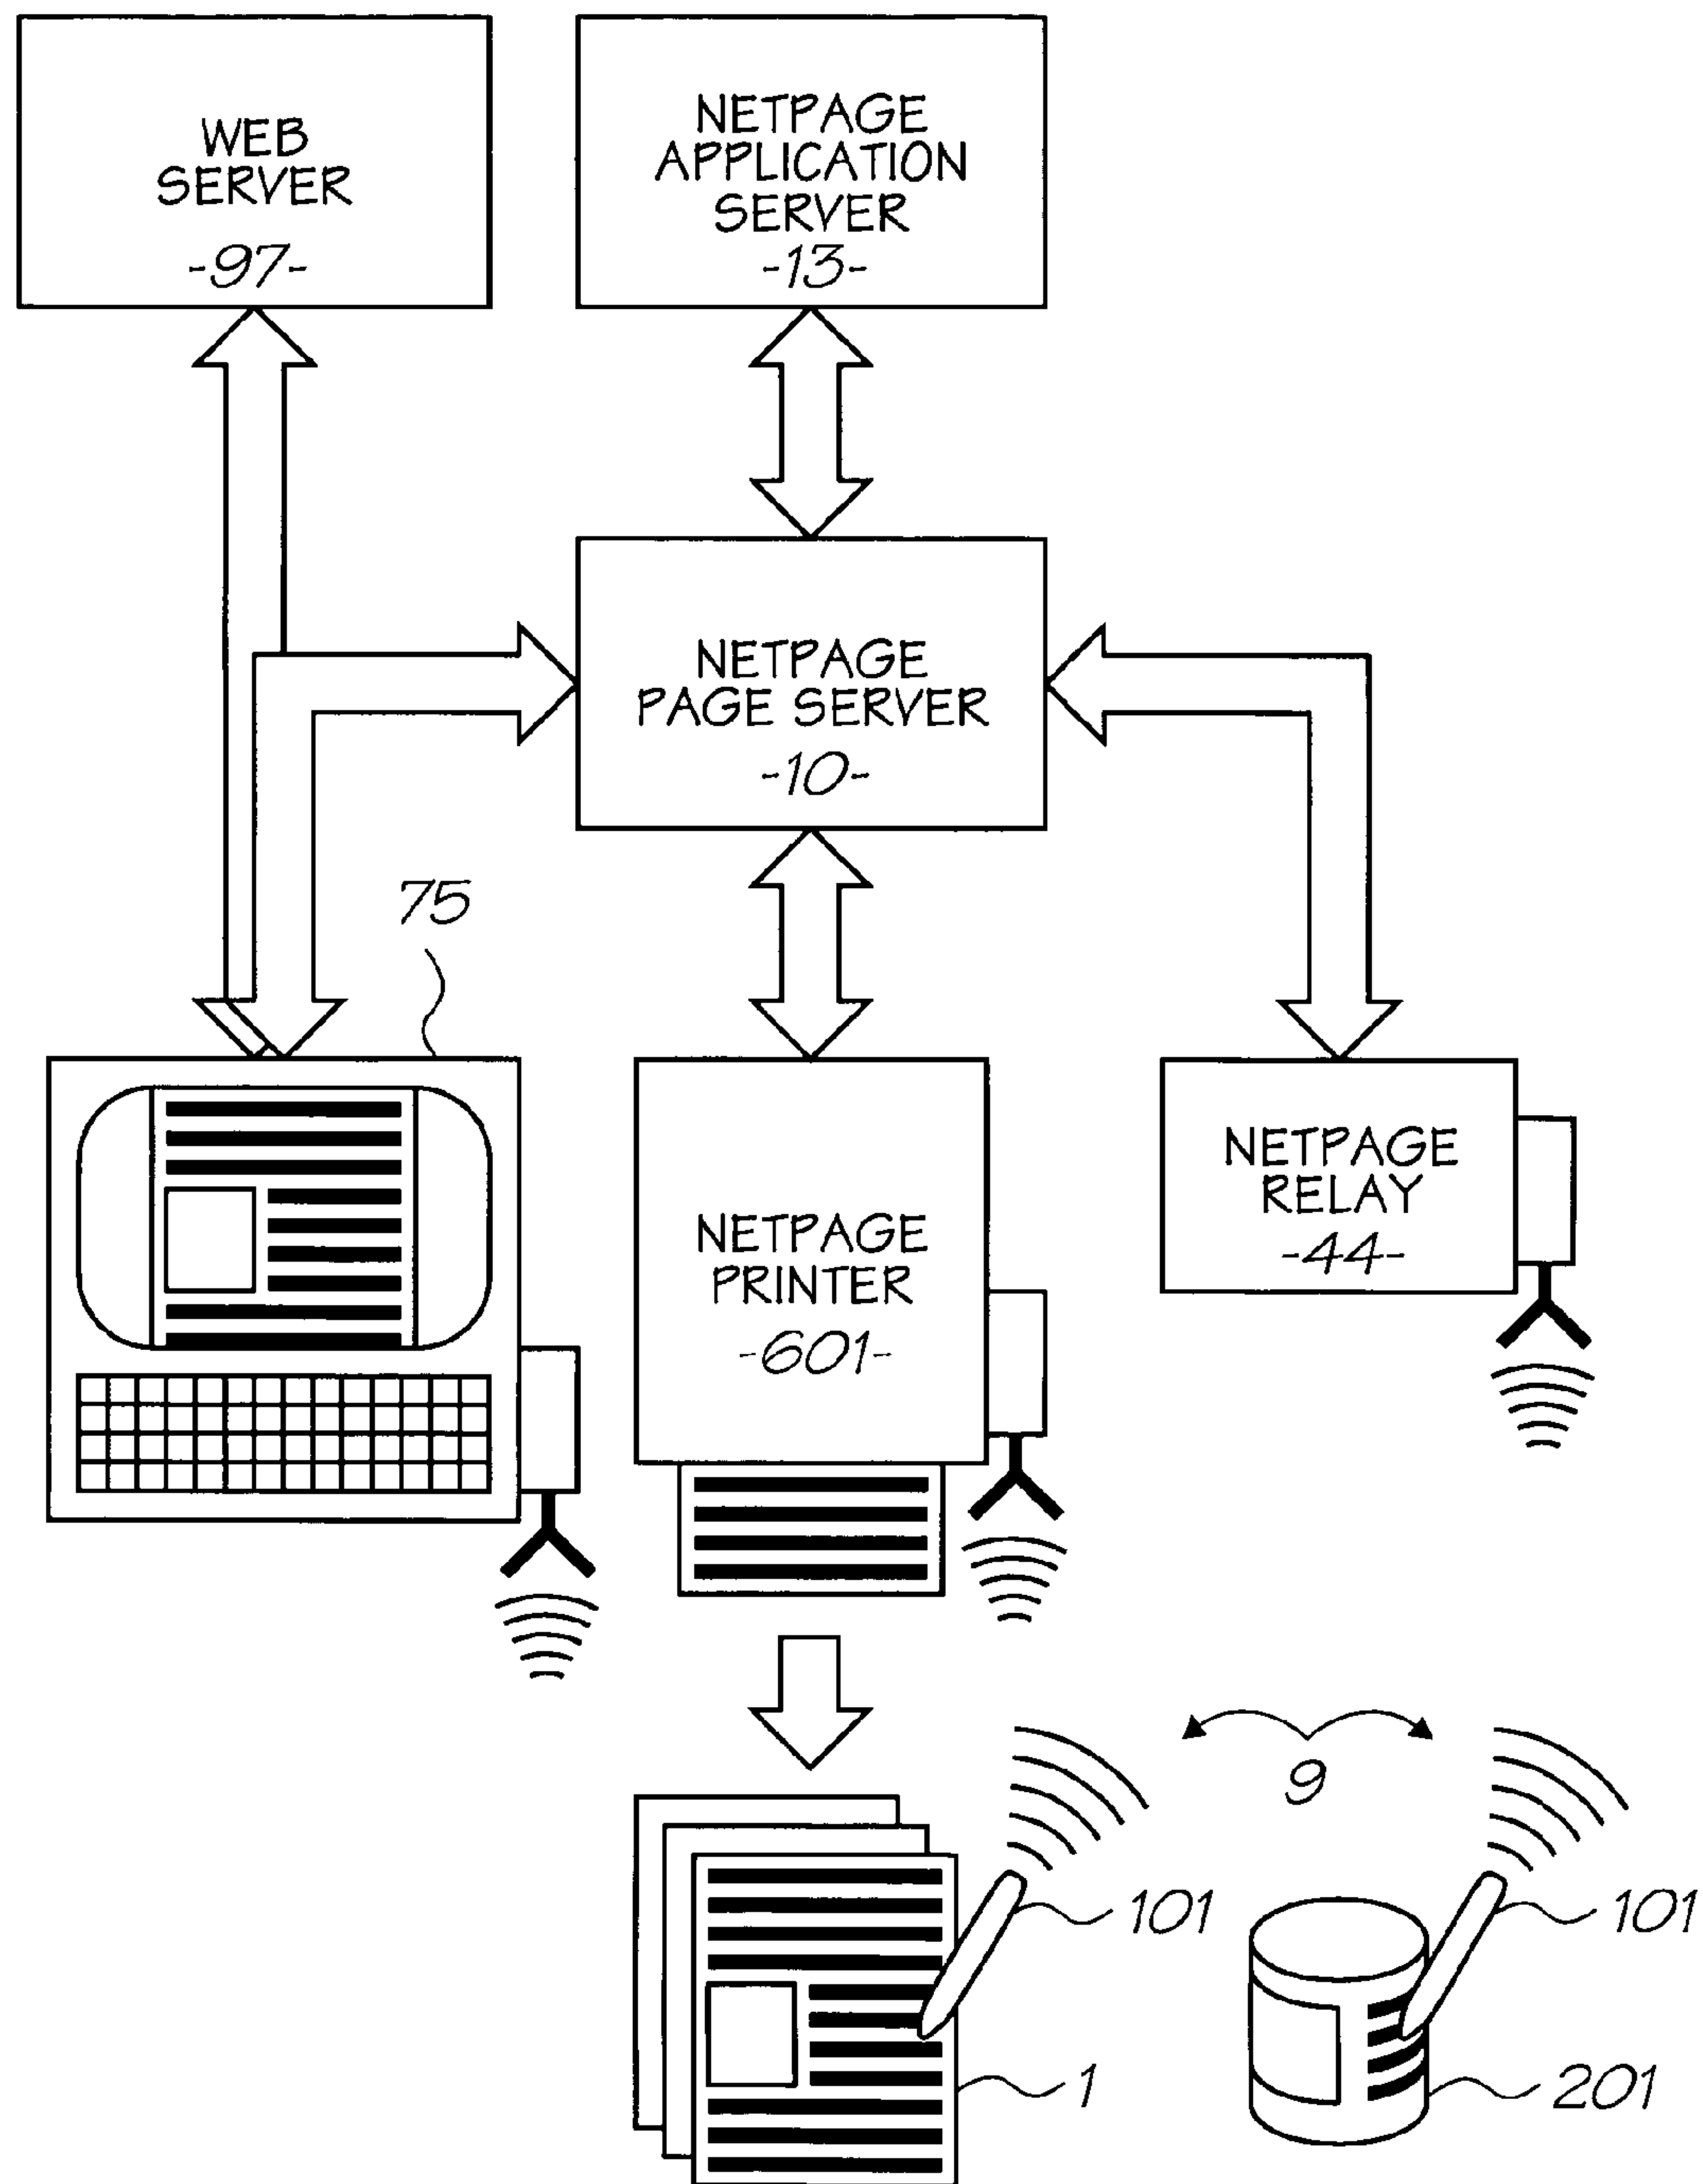 WEB
SERVER
-97-
NETPAGE
APPLICATION
SERVER
-13-
NETPAGE
PAGE SERVER
-10-
75
NETPAGE
PRINTER
-601-
NETPAGE
RELAY
-44-
9
101
101
1
201